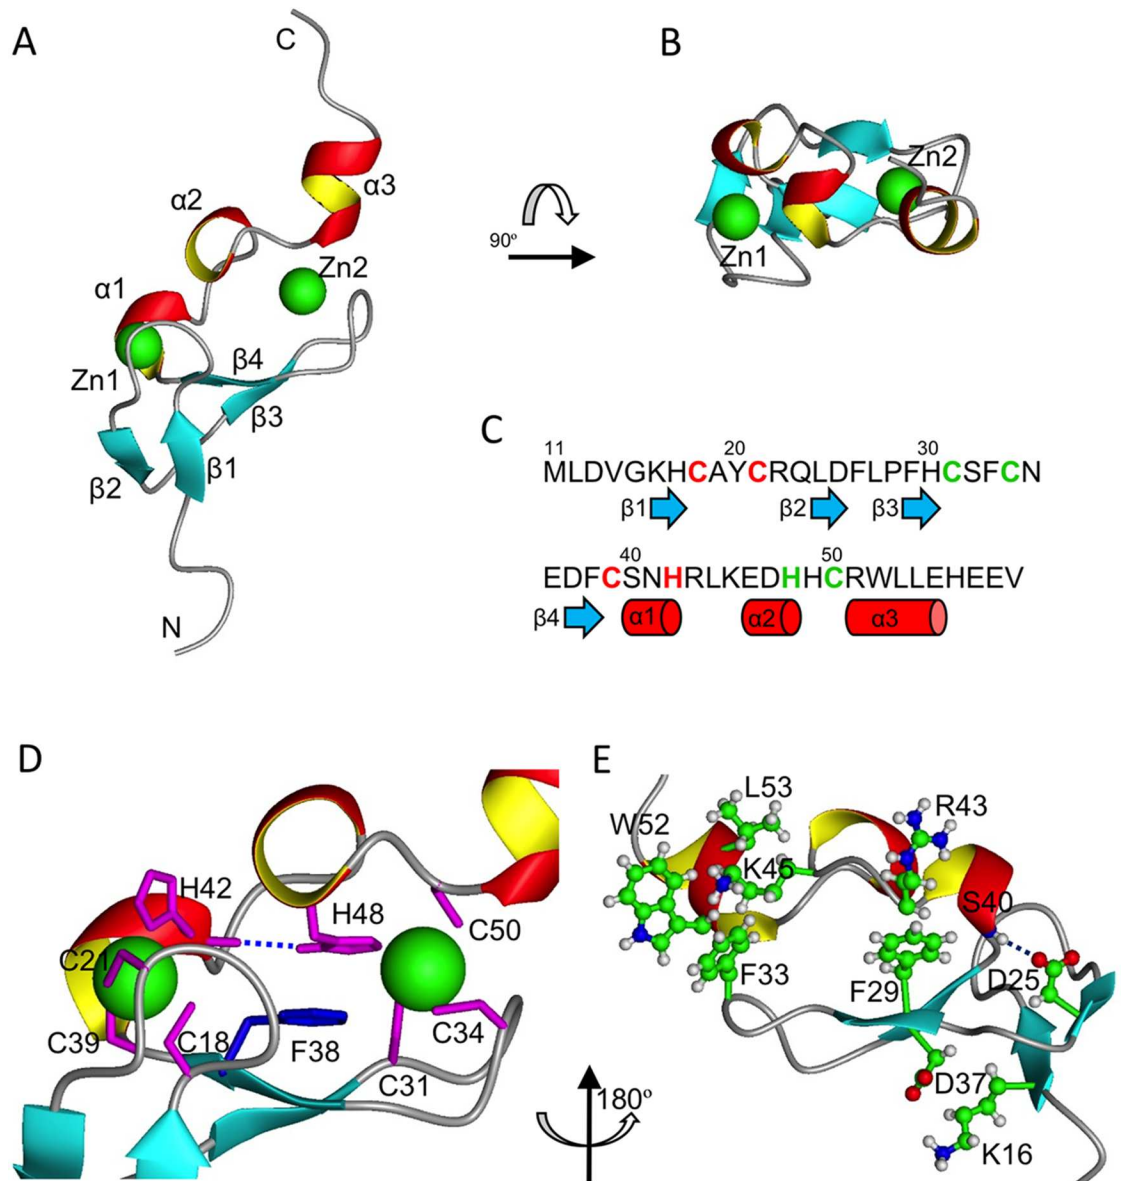 A
C
α3
α2
Zn2
α1
Zn1
β4
β3
β1
β2
N
90º
B
Zn2
Zn1
C
11 20 30
MLDVGKHCAYCRQLDFLPFHCSFCN
β1 β2 β3
40 50
EDFCSNHRLKEDHHCRWLLEHEEV
β4 α1 α2 α3
D
H42
H48
C50
C21
C39
C18
F38
C34
C31
180º
E
L53
R43
W52
K45
S40
F33
F29
D25
D37
K16